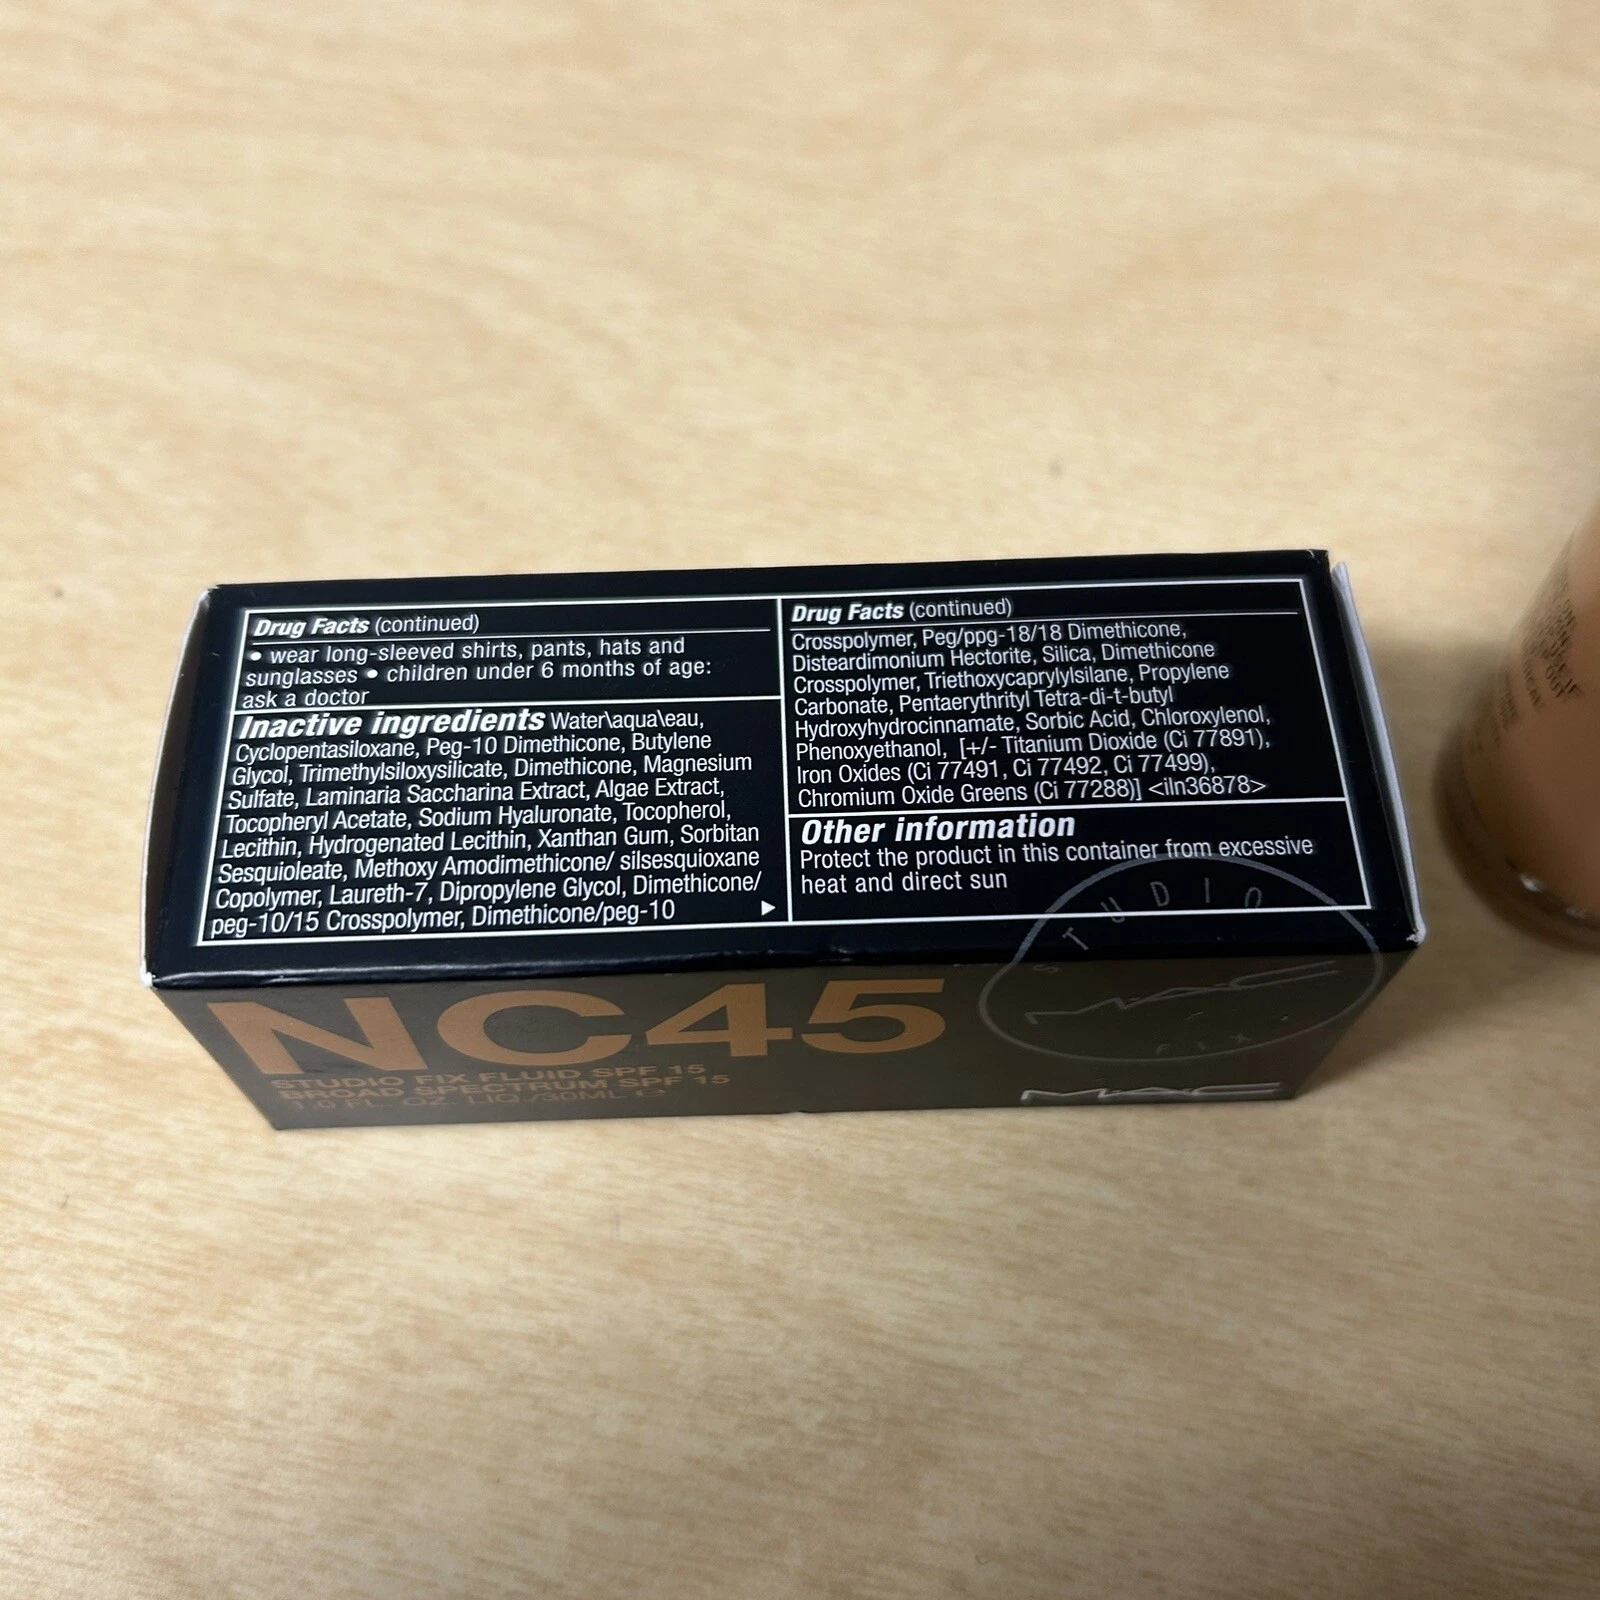 Drug Facts (continued)
• wear long-sleeved shirts, pants, hats and
sunglasses • children under 6 months of age:
ask a doctor
Inactive ingredients Water\aqua\eau,
Cyclopentasiloxane, Peg-10 Dimethicone, Butylene
Glycol, Trimethylsiloxysilicate, Dimethicone, Magnesium
Sulfate, Laminaria Saccharina Extract, Algae Extract,
Tocopheryl Acetate, Sodium Hyaluronate, Tocopherol,
Lecithin, Hydrogenated Lecithin, Xanthan Gum, Sorbitan
Sesquioleate, Methoxy Amodimethicone/ silsesquioxane
Copolymer, Laureth-7, Dipropylene Glycol, Dimethicone/
peg-10/15 Crosspolymer, Dimethicone/peg-10
Drug Facts (continued)
Crosspolymer, Peg/ppg-18/18 Dimethicone,
Disteardimonium Hectorite, Silica, Dimethicone
Crosspolymer, Triethoxycaprylylsilane, Propylene
Carbonate, Pentaerythrityl Tetra-di-t-butyl
Hydroxyhydrocinnamate, Sorbic Acid, Chloroxylenol,
Phenoxyethanol, [+/- Titanium Dioxide (Ci 77891),
Iron Oxides (Ci 77491, Ci 77492, Ci 77499),
Chromium Oxide Greens (Ci 77288)] <iln36878>
Other information
Protect the product in this container from excessive
heat and direct sun
STUDIO
MAC
FIX
NC45
STUDIO FIX FLUID SPF 15
BROAD SPECTRUM SPF 15
1.0 FL. OZ. LIQ./30ML e
MAC